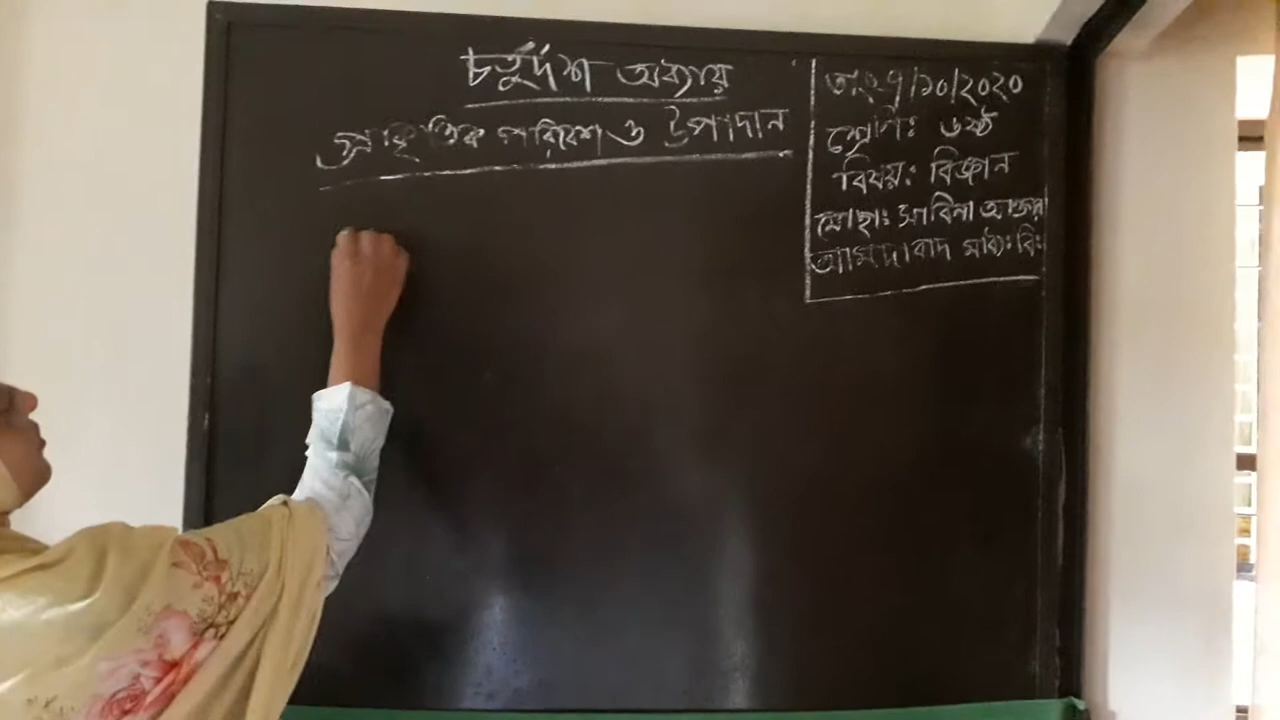 চতুর্দশ অধ্যায়
প্রাকৃতিক পরিবেশ ও উপাদান
তাং ৭/১০/২০২০
শ্রেণিঃ ৬ষ্ঠ
বিষয়ঃ বিজ্ঞান
মোছাঃ সাবিনা আক্তার
আমদাবাদ মাধ্যঃ বিঃ